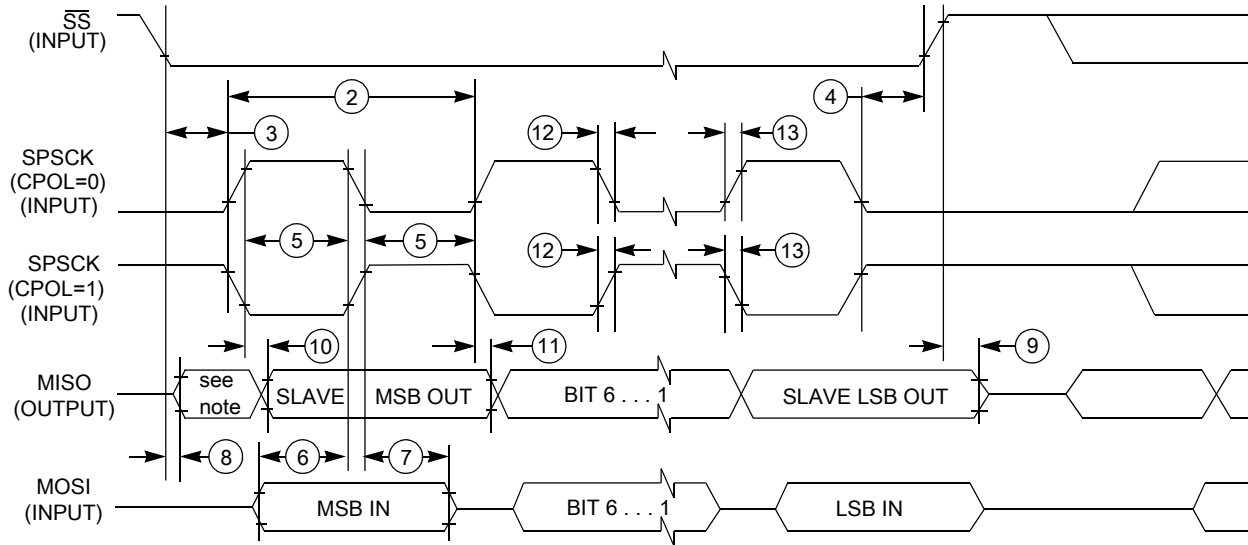 SS
(INPUT)
2
4
3
12
13
SPSCK
(CPOL=0)
(INPUT)
5
5
12
13
SPSCK
(CPOL=1)
(INPUT)
10
11
9
MISO
(OUTPUT)
see
note
SLAVE
MSB OUT
BIT 6 . . . 1
SLAVE LSB OUT
8
6
7
MOSI
(INPUT)
MSB IN
BIT 6 . . . 1
LSB IN